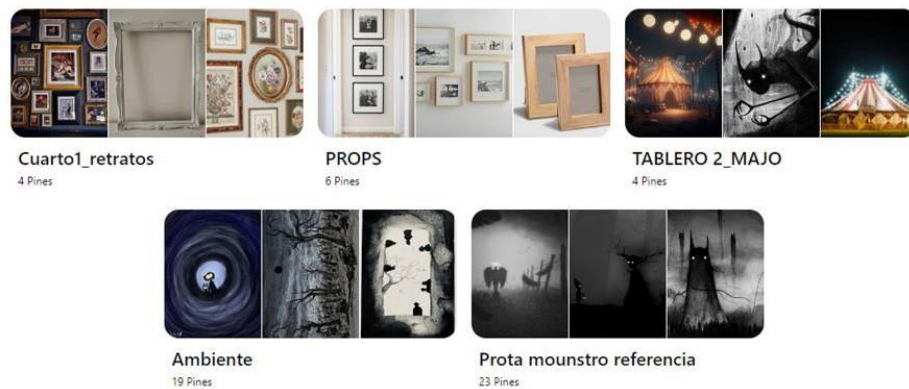 Cuarto1_retratos
4 Pines
PROPS
6 Pines
TABLERO 2_MAJO
4 Pines
Ambiente
19 Pines
Prota mounstro referencia
23 Pines